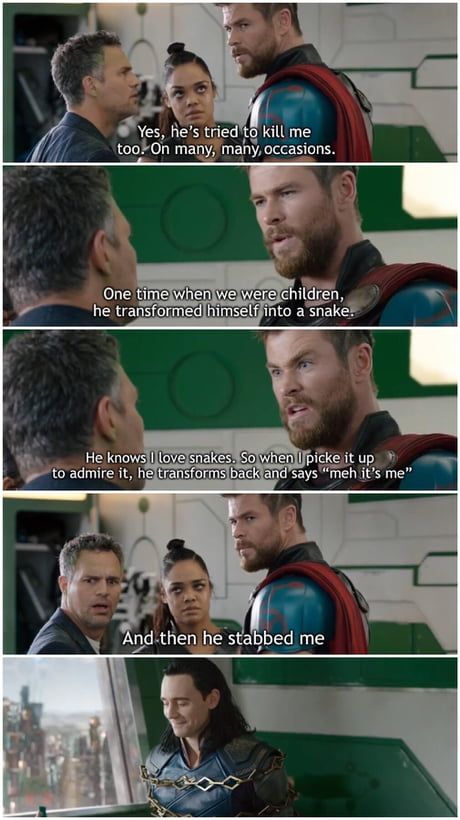 Yes, he's tried to kill me
too. On many, many occasions.
One time when we were children,
he transformed himself into a snake.
He knows I love snakes. So when I picke it up
to admire it, he transforms back and says “meh it's me”
And then he stabbed me